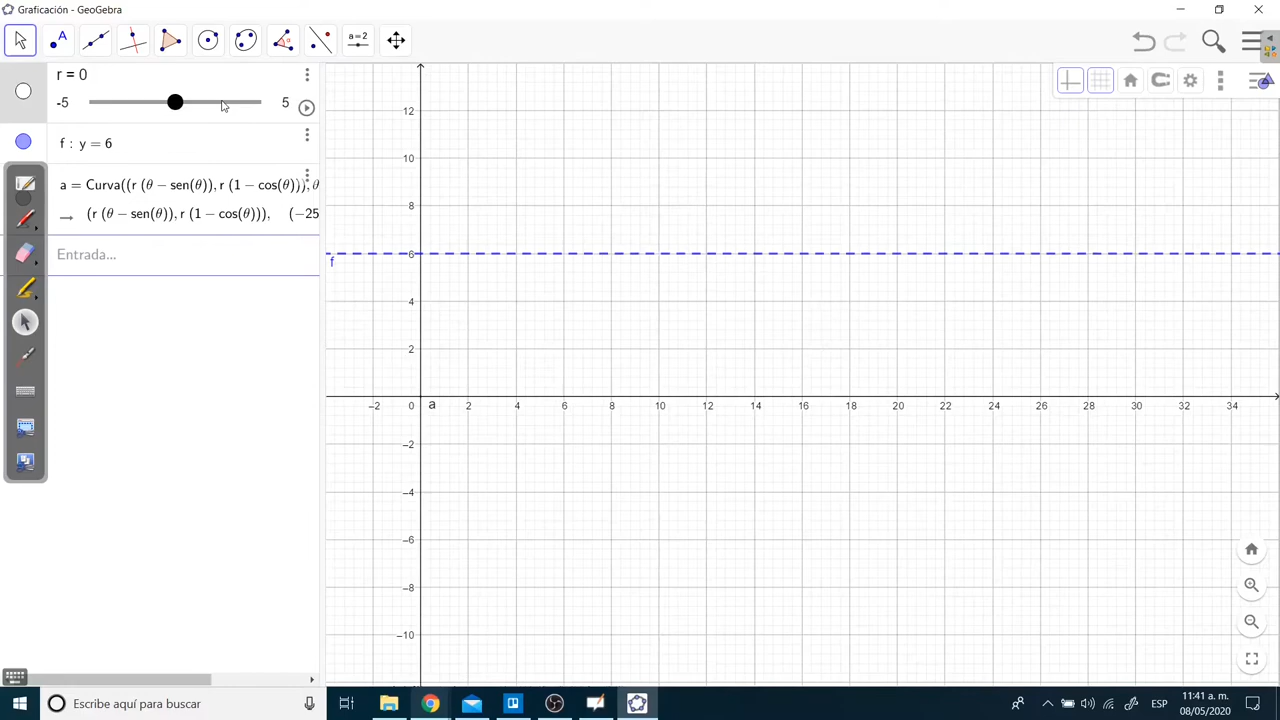 Graficación - GeoGebra
A
α
a=2
r = 0
-5
5
f : y = 6
a = Curva((r (θ − sen(θ)), r (1 − cos(θ))), θ
→ (r (θ − sen(θ)), r (1 − cos(θ))), (−25
Entrada...
12
10
8
6
f
4
2
−2 0 a 2 4 6 8 10 12 14 16 18 20 22 24 26 28 30 32 34
−2
−4
−6
−8
−10
Escribe aquí para buscar
ESP
11:41 a. m.
08/05/2020